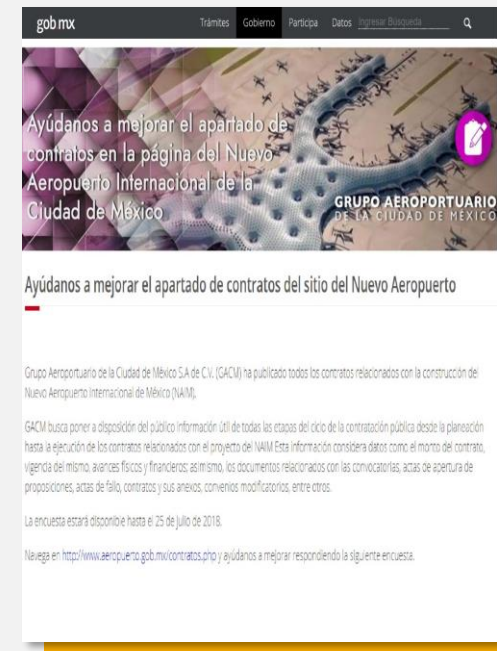 gob mx
Trámites Gobierno Participa Datos Ingresar Búsqueda
Ayúdanos a mejorar el apartado de
contratos en la página del Nuevo
Aeropuerto Internacional de la
Ciudad de México
GRUPO AEROPORTUARIO
DE LA CIUDAD DE MÉXICO
Ayúdanos a mejorar el apartado de contratos del sitio del Nuevo Aeropuerto
Grupo Aeroportuario de la Ciudad de México S.A de C.V. (GACM) ha publicado todos los contratos relacionados con la construcción del
Nuevo Aeropuerto Internacional de México (NAIM).
GACM busca poner a disposición del público información útil de todas las etapas del ciclo de la contratación pública desde la planeación
hasta la ejecución de los contratos relacionados con el proyecto del NAIM Esta información considera datos como el monto del contrato,
vigencia del mismo, avances físicos y financieros; asimismo, los documentos relacionados con las convocatorias, actas de apertura de
proposiciones, actas de fallo, contratos y sus anexos, convenios modificatorios, entre otros.
La encuesta estará disponible hasta el 25 de julio de 2018.
Navega en http://www.aeropuerto.gob.mx/contratos.php y ayúdanos a mejorar respondiendo la siguiente encuesta.